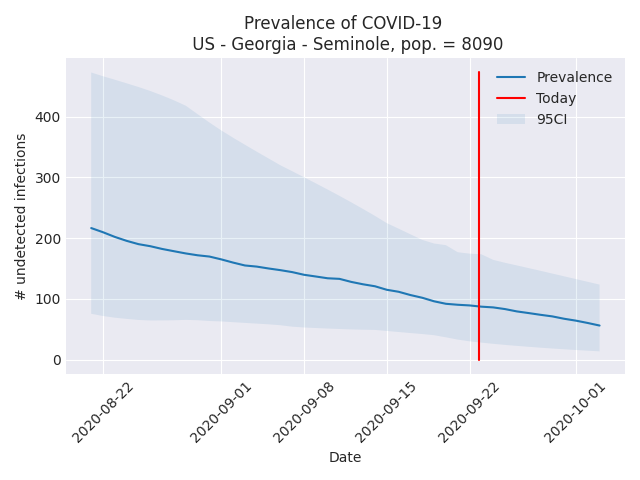 Prevalence of COVID-19
US - Georgia - Seminole, pop. = 8090
Prevalence
Today
95CI
# undetected infections
400
300
200
100
0
2020-08-22
2020-09-01
2020-09-08
2020-09-15
2020-09-22
2020-10-01
Date